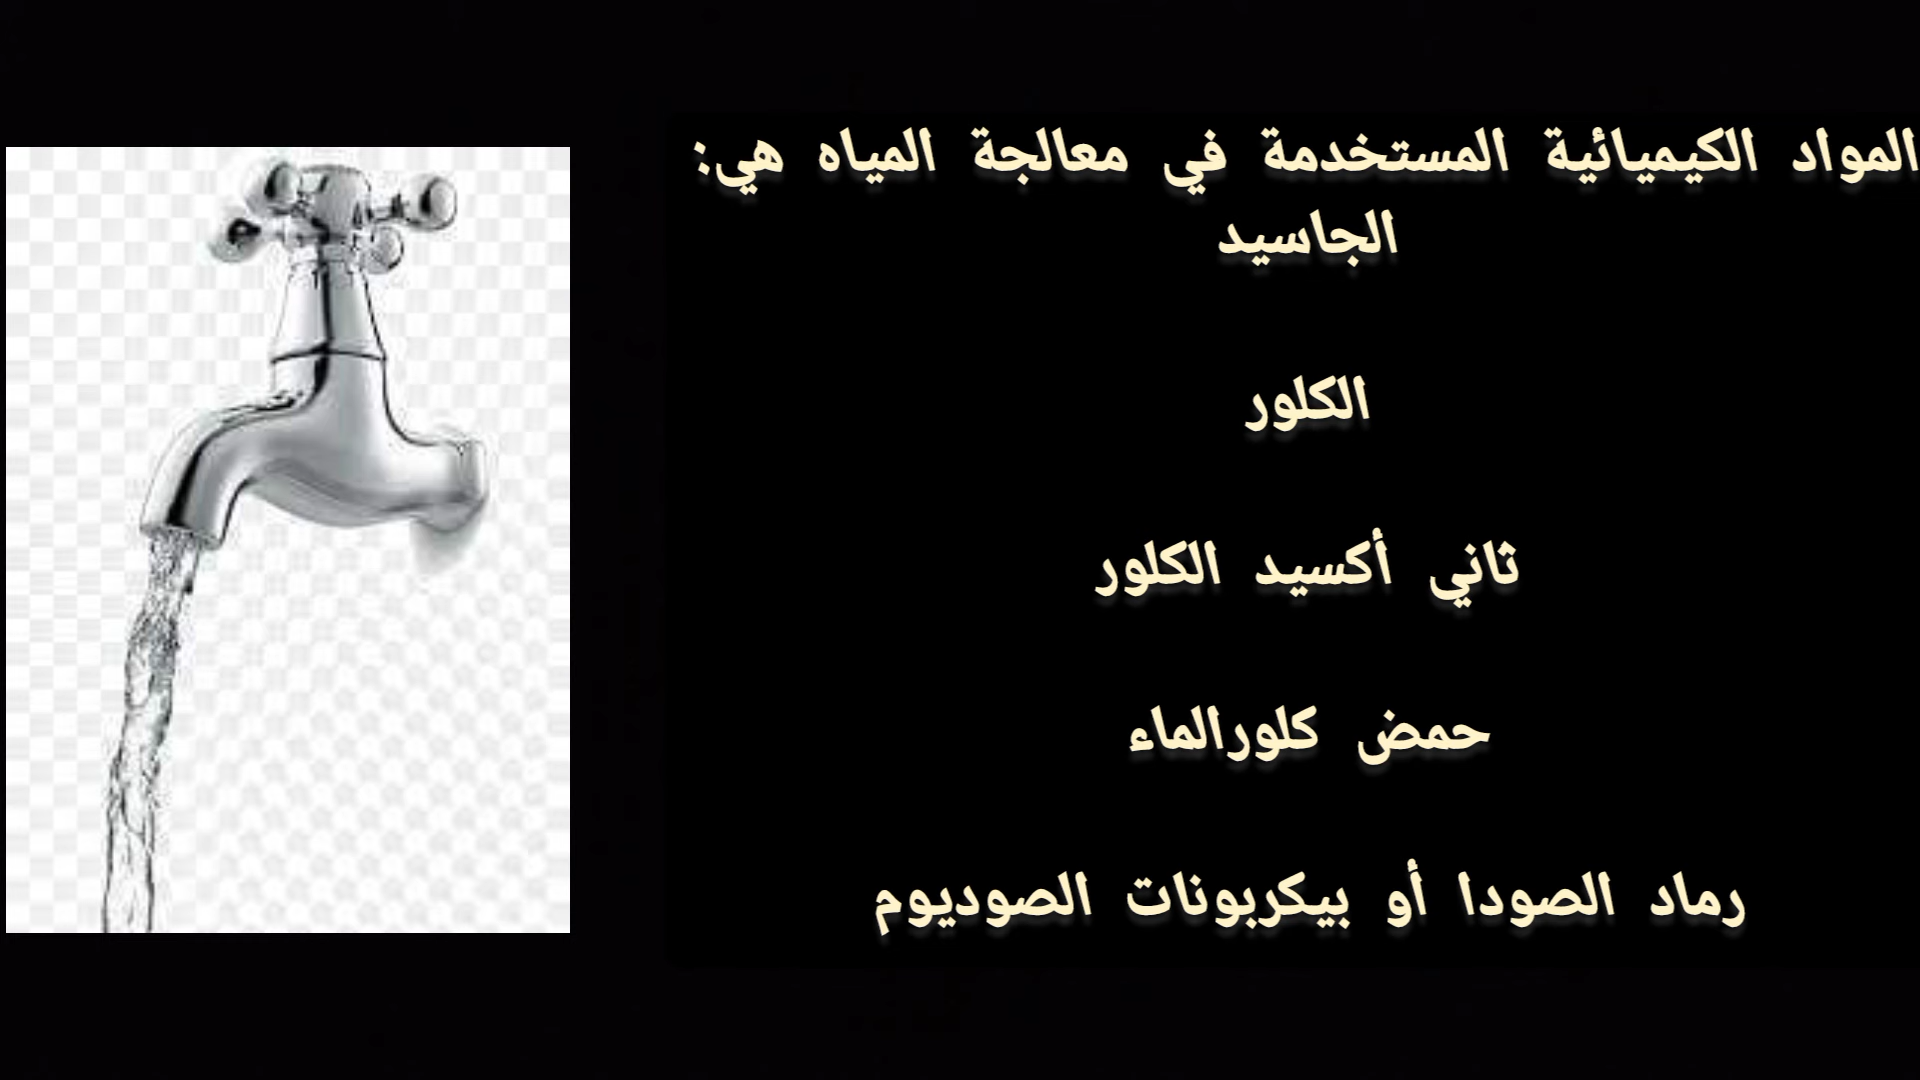 المواد الكيميائية المستخدمة في معالجة المياه هي:
الجاسيد
الكلور
ثاني أكسيد الكلور
حمض كلورالماء
رماد الصودا أو بيكربونات الصوديوم